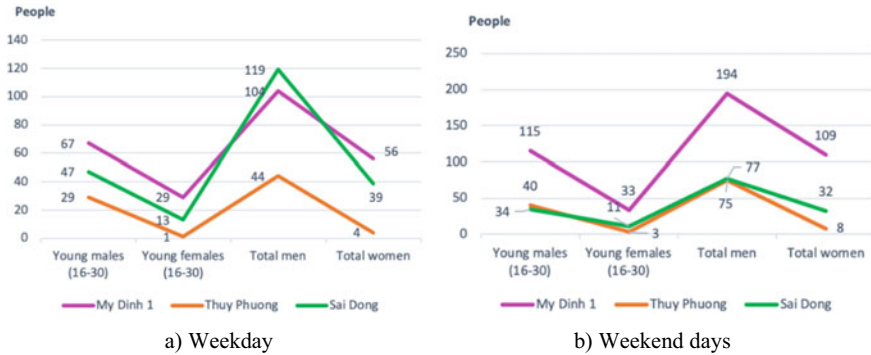 People
140
120
100
80
60
40
20
0
67
47
29
29
13
1
119
104
44
56
39
4
Young males (16-30)
Young females (16-30)
Total men
Total women
My Dinh 1
Thuy Phuong
Sai Dong
a) Weekday
People
250
200
150
100
50
0
115
40
34
33
11
3
194
77
75
109
32
8
Young males (16-30)
Young females (16-30)
Total men
Total women
My Dinh 1
Thuy Phuong
Sai Dong
b) Weekend days